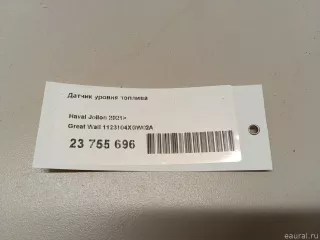 Датчик уровня топлива
Haval Jolion 2021>
Great Wall 1123104XGW02A
23 755 696
eaural.ru